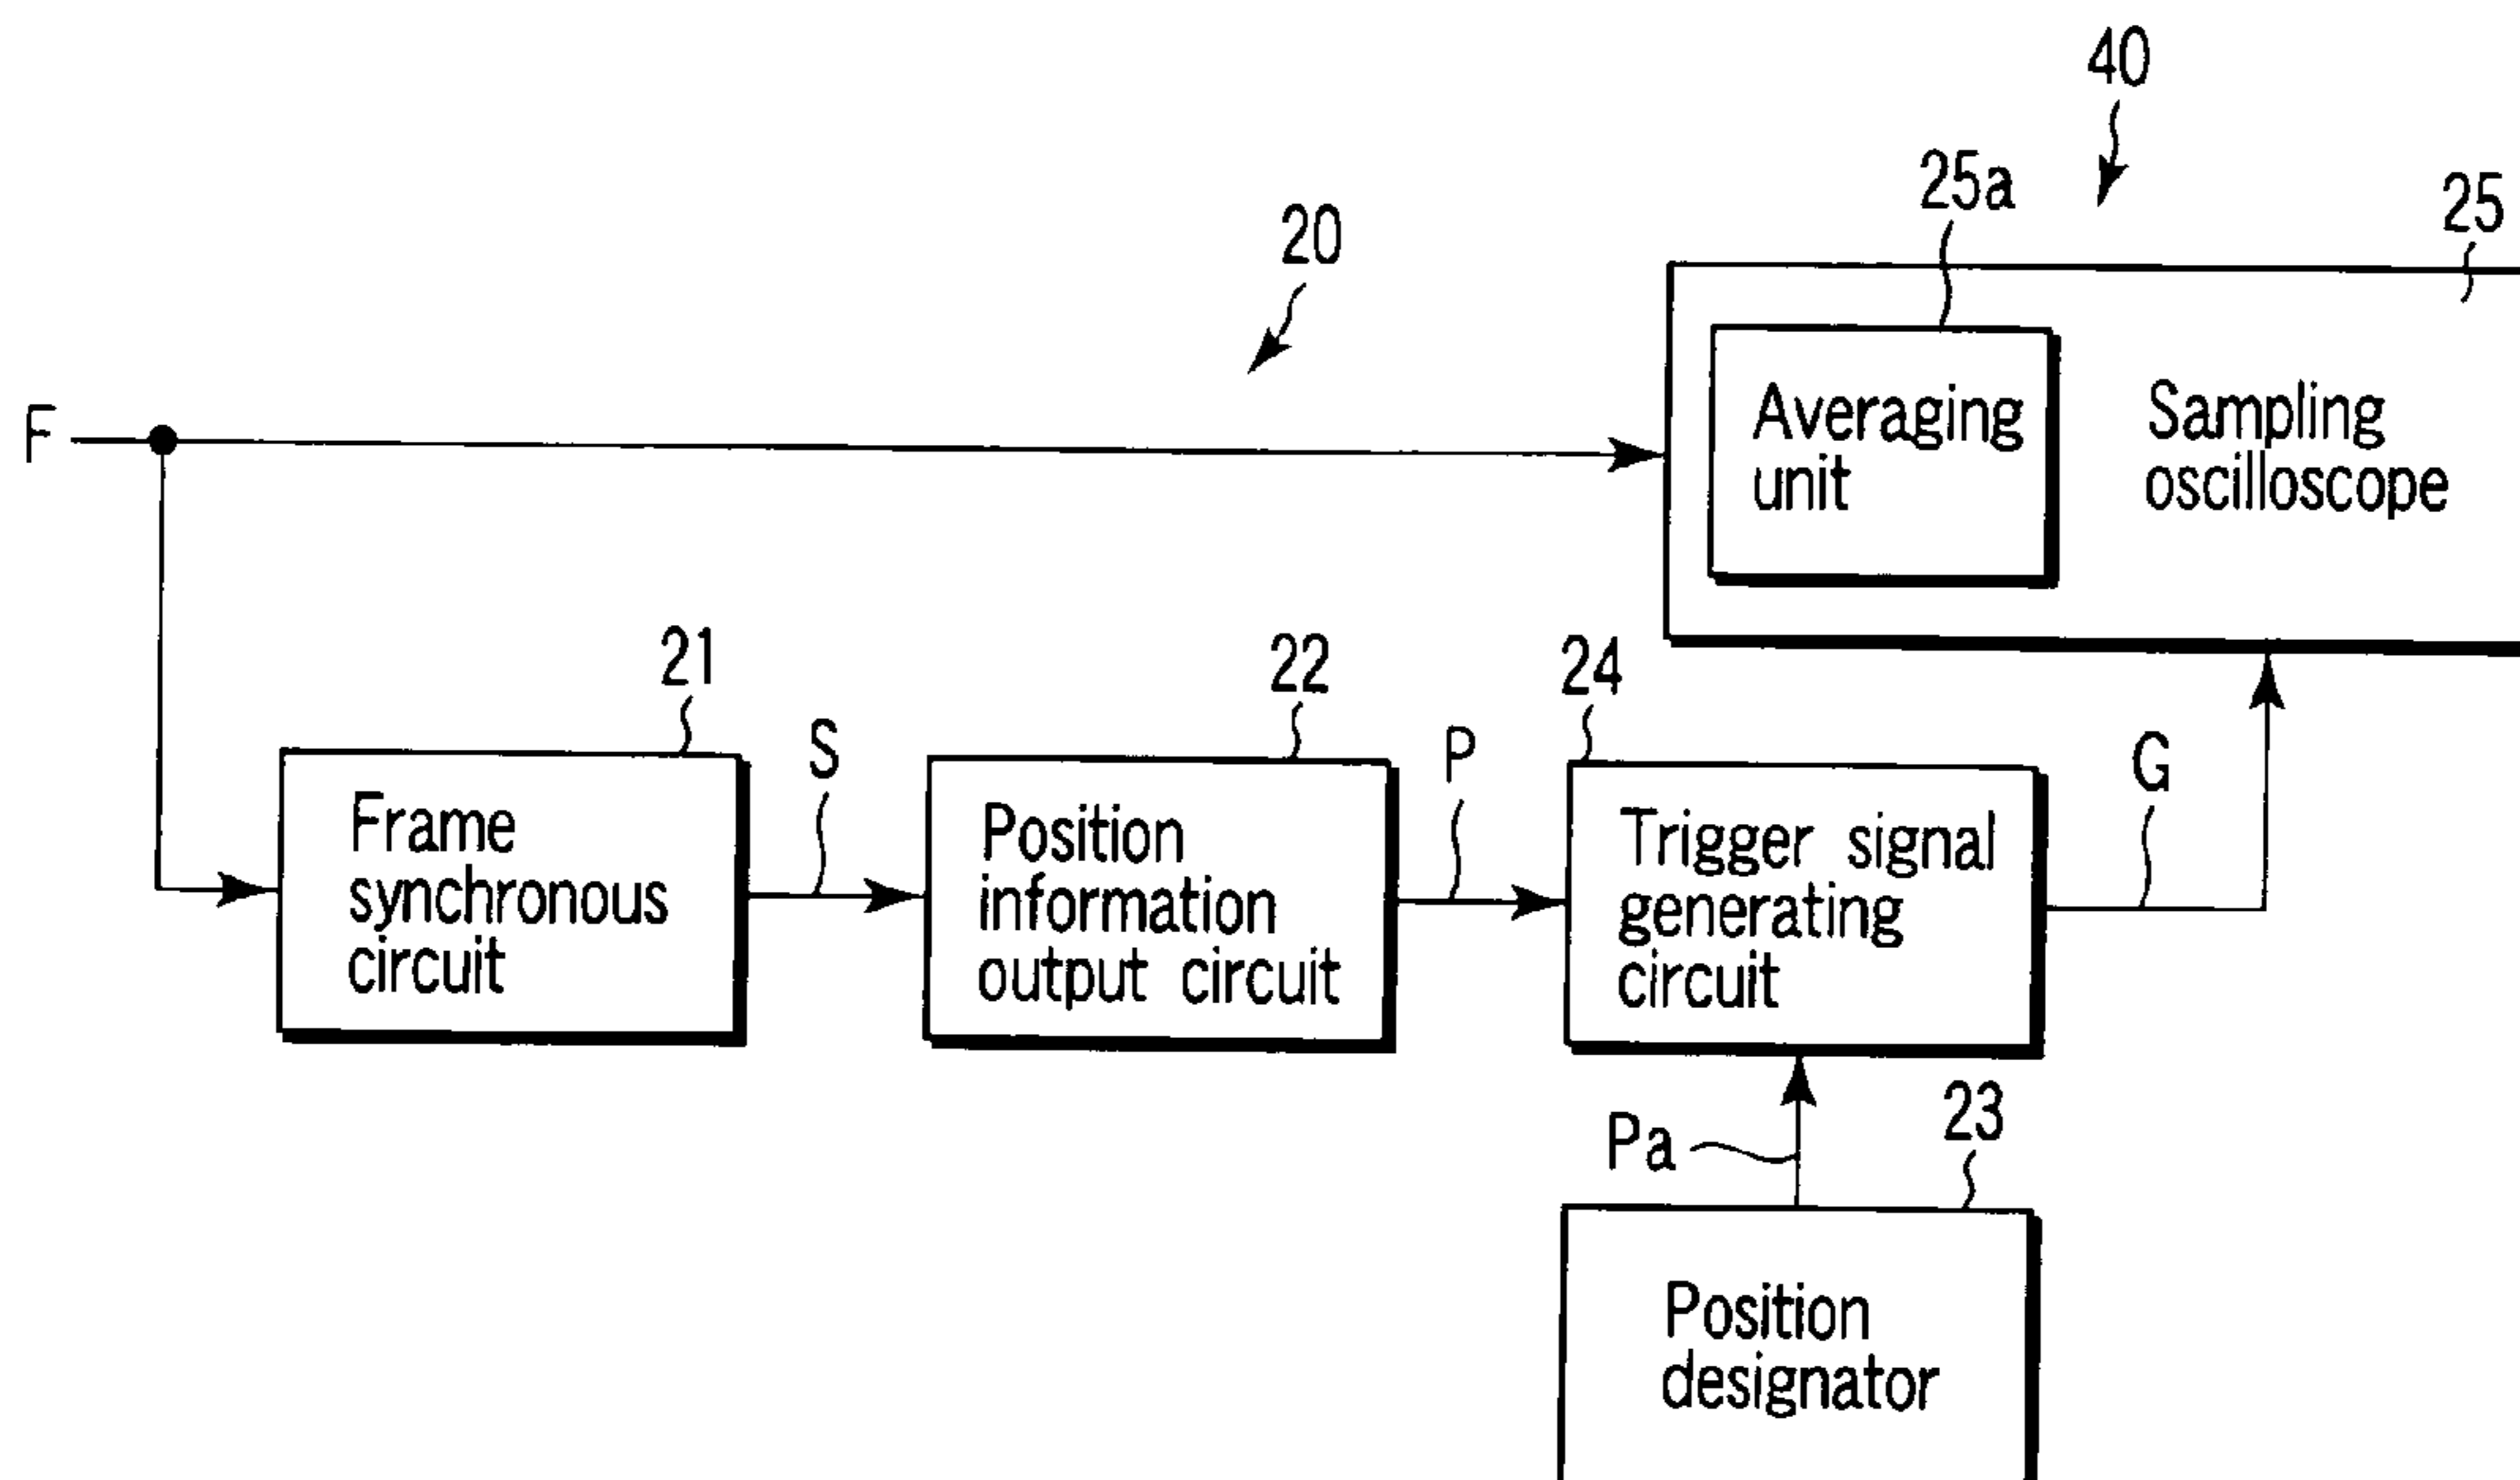 40
25a
25
20
F
Averaging
unit
Sampling
oscilloscope
21
22
24
S
P
G
Frame
synchronous
circuit
Position
information
output circuit
Trigger signal
generating
circuit
Pa
23
Position
designator